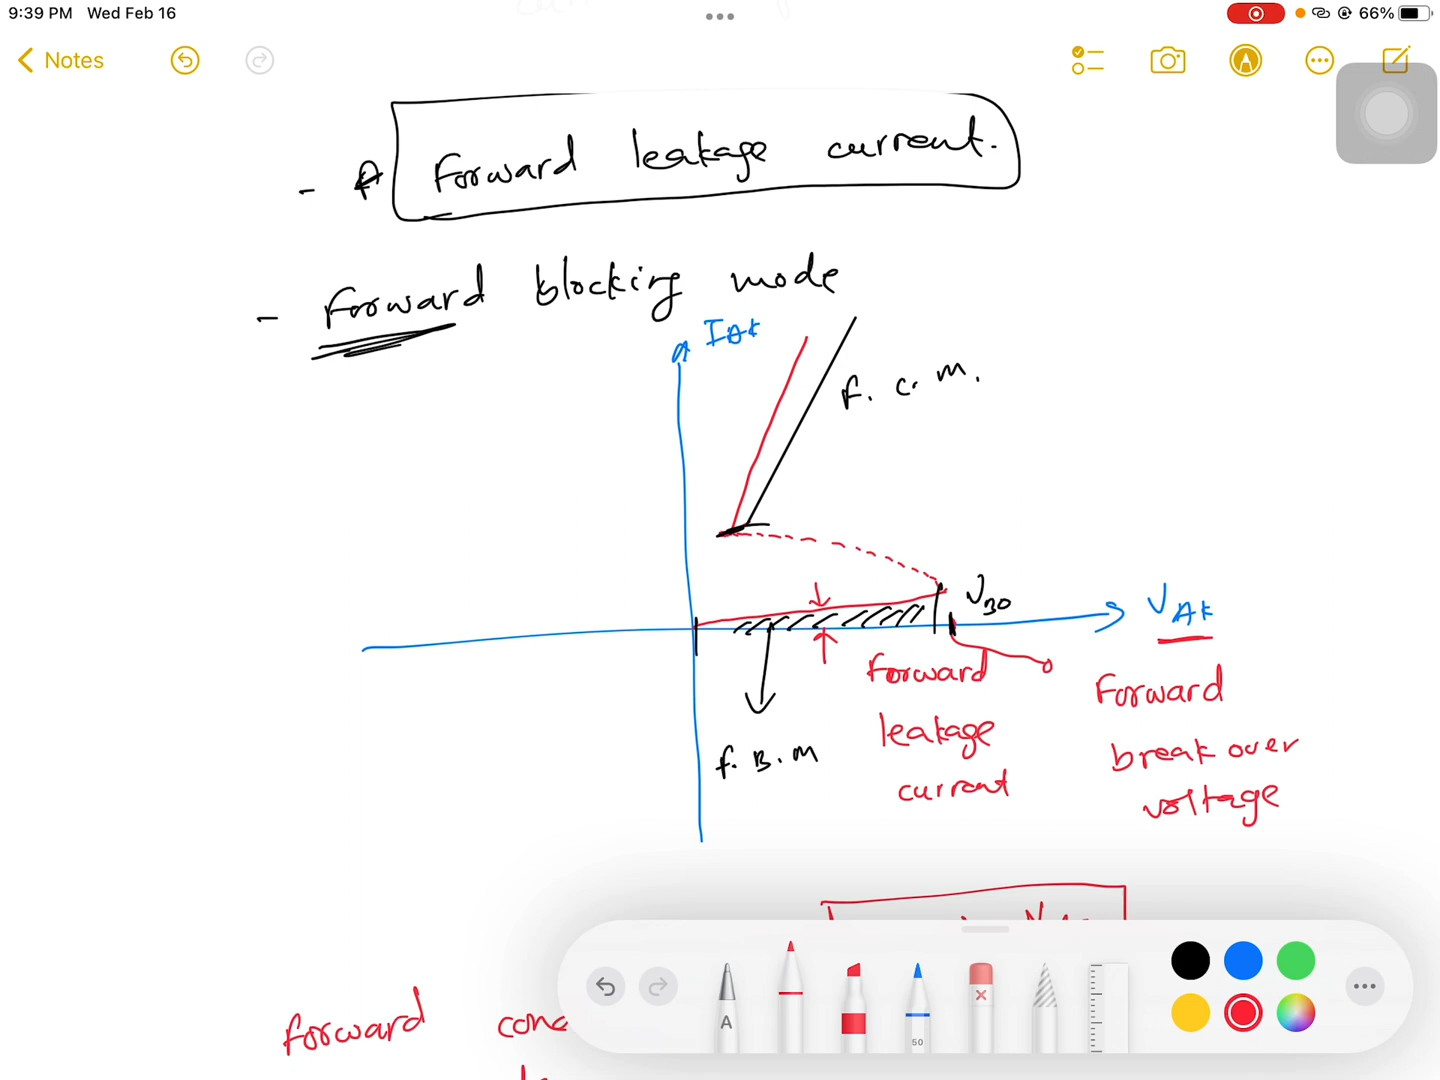 9:39 PM Wed Feb 16
66%
Notes
- A Forward leakage current.
- Forward blocking mode
IAK
f. C. M.
VBO
VAK
forward
leakage
current
Forward
break over
voltage
f. B. M
forward
A
50